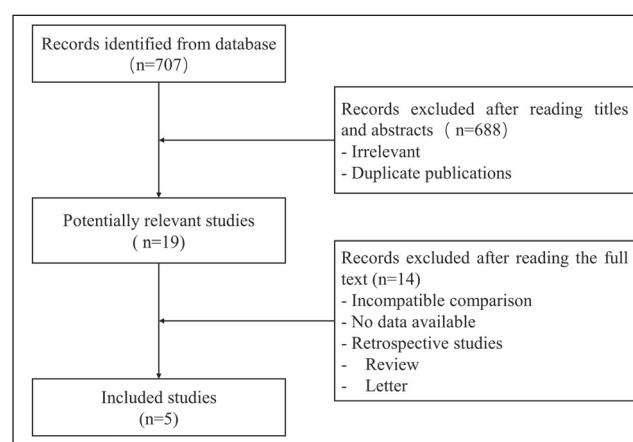 Records identified from database
（n=707）
Records excluded after reading titles
and abstracts（ n=688）
- Irrelevant
- Duplicate publications
Potentially relevant studies
( n=19)
Records excluded after reading the full
text (n=14)
- Incompatible comparison
- No data available
- Retrospective studies
- Review
- Letter
Included studies
(n=5)